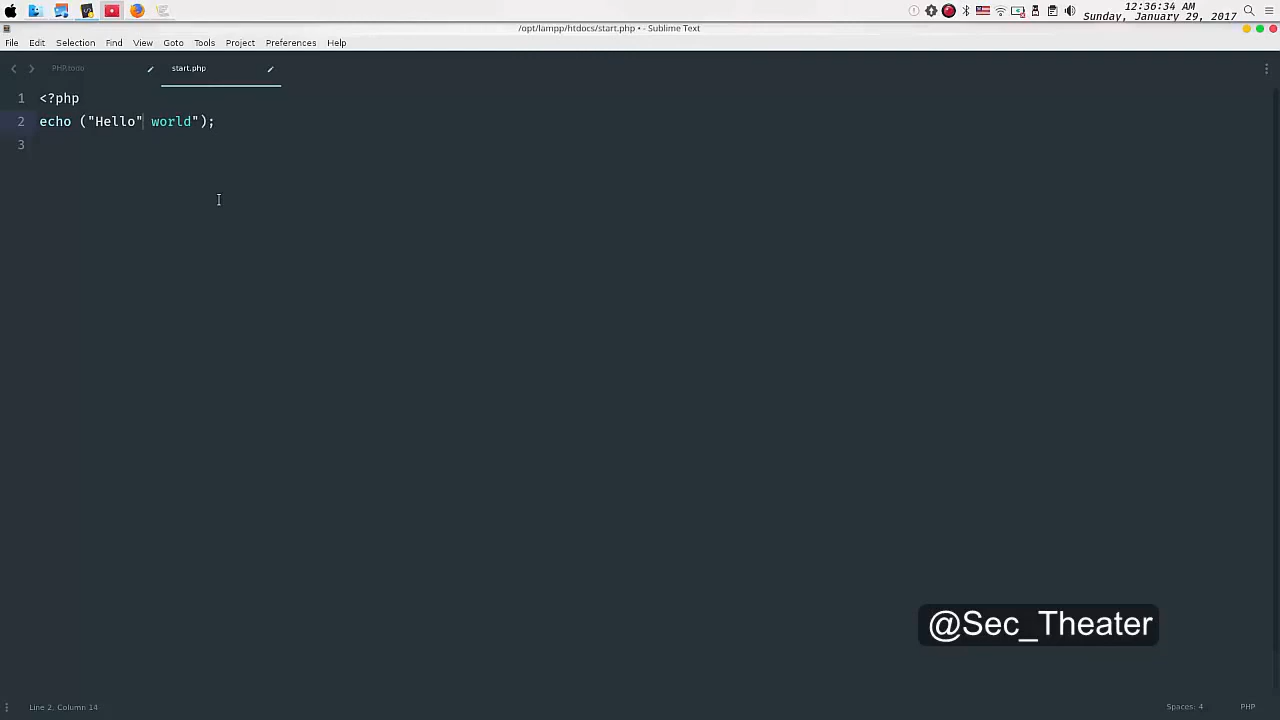 12:36:34 AM
Sunday, January 29, 2017
/opt/lampp/htdocs/start.php • - Sublime Text
File Edit Selection Find View Goto Tools Project Preferences Help
PHP.todo start.php
1 <?php
2 echo ("Hello" world");
3
@Sec_Theater
Line 2, Column 14 Spaces: 4 PHP